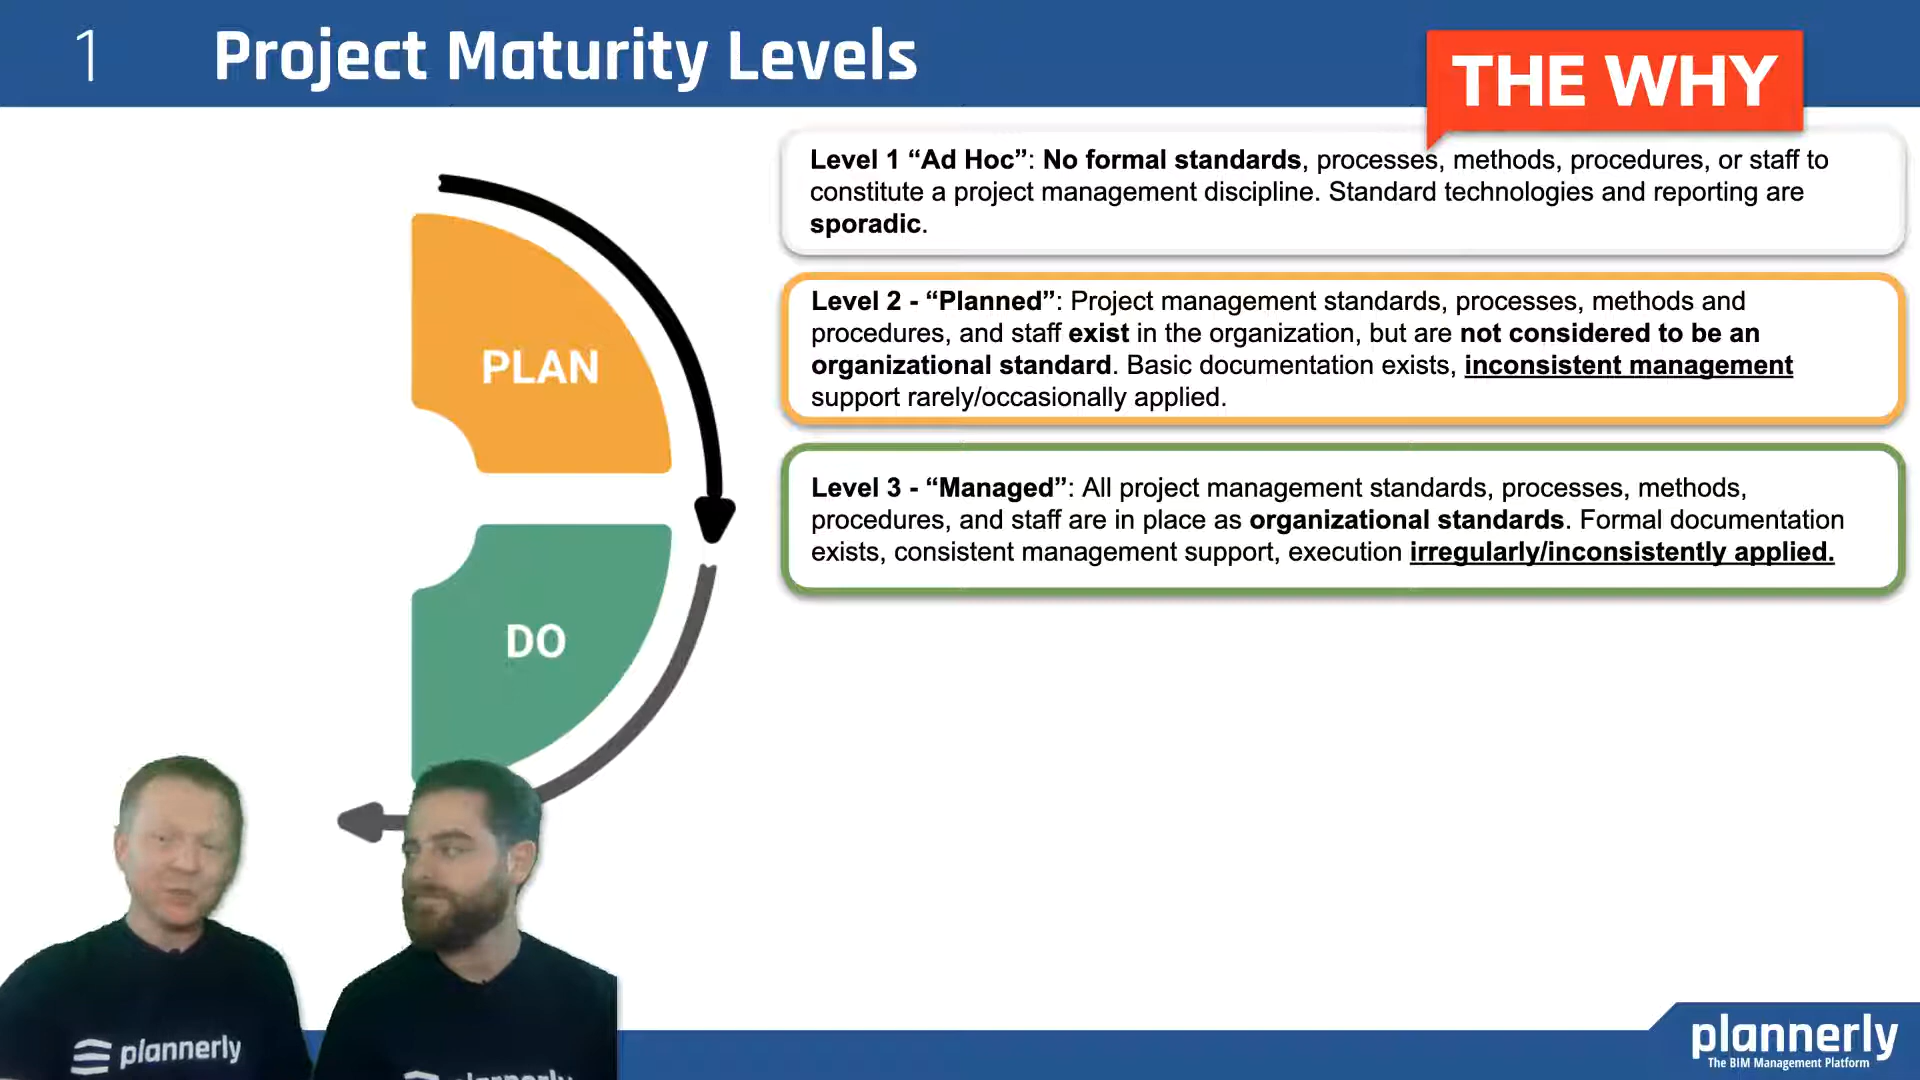 1
Project Maturity Levels
THE WHY
Level 1 “Ad Hoc”: No formal standards, processes, methods, procedures, or staff to
constitute a project management discipline. Standard technologies and reporting are
sporadic.
Level 2 - “Planned”: Project management standards, processes, methods and
procedures, and staff exist in the organization, but are not considered to be an
organizational standard. Basic documentation exists, inconsistent management
support rarely/occasionally applied.
Level 3 - “Managed”: All project management standards, processes, methods,
procedures, and staff are in place as organizational standards. Formal documentation
exists, consistent management support, execution irregularly/inconsistently applied.
PLAN
DO
plannerly
plannerly
plannerly
The BIM Management Platform